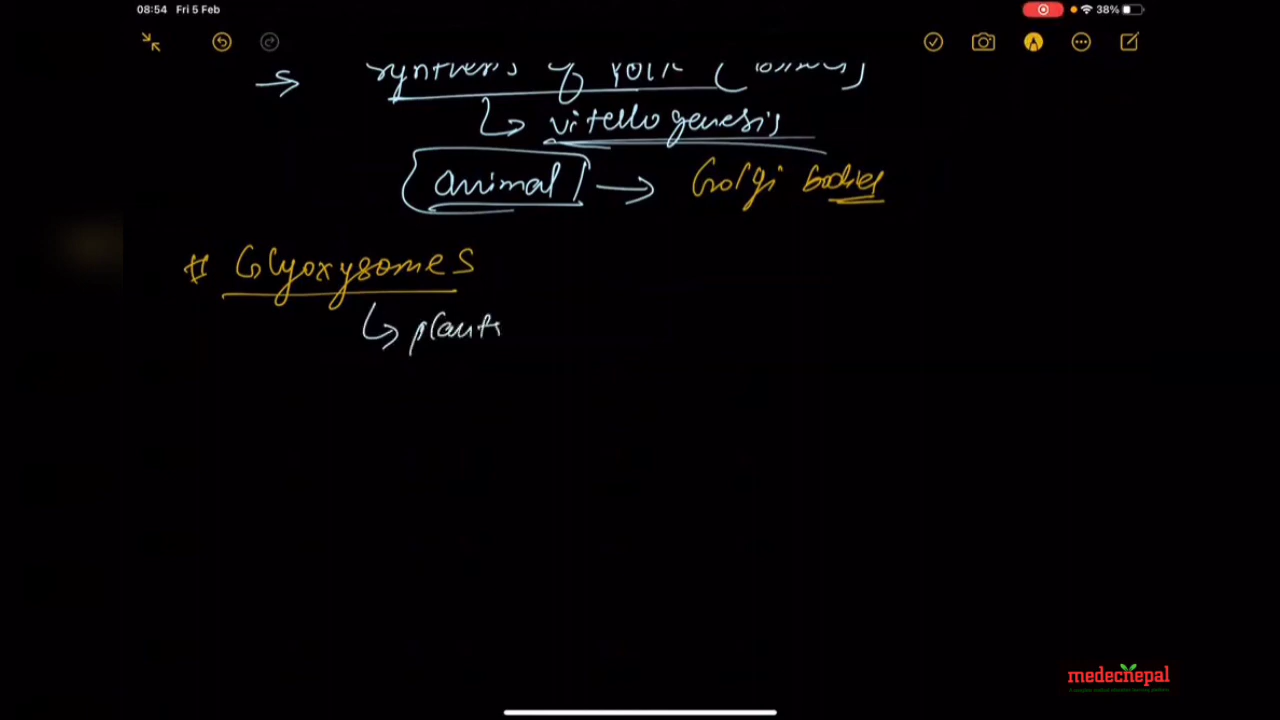 08:54 Fri 5 Feb 38%
→ synthesis of yolk
↳ vitellogenesis
animal → Golgi bodies
# Glyoxysomes
↳ plants
medecnepal